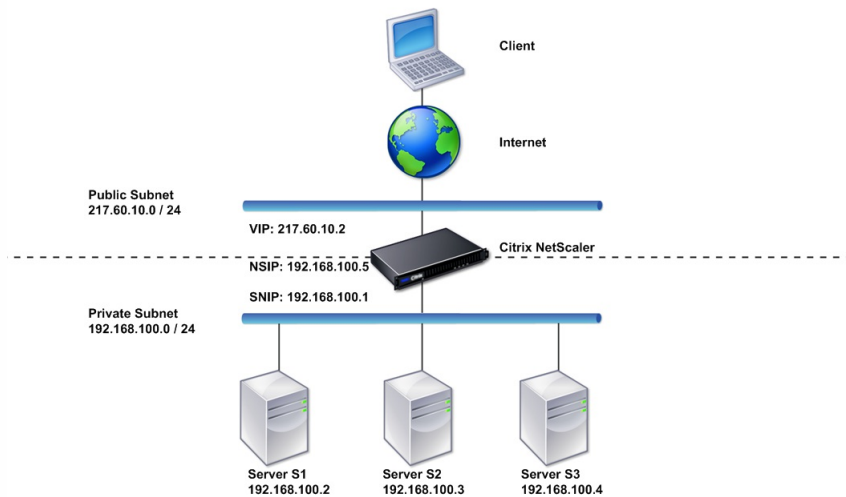 Client
Internet
Public Subnet
217.60.10.0 / 24
VIP: 217.60.10.2
Citrix NetScaler
NSIP: 192.168.100.5
SNIP: 192.168.100.1
Private Subnet
192.168.100.0 / 24
Server S1
192.168.100.2
Server S2
192.168.100.3
Server S3
192.168.100.4